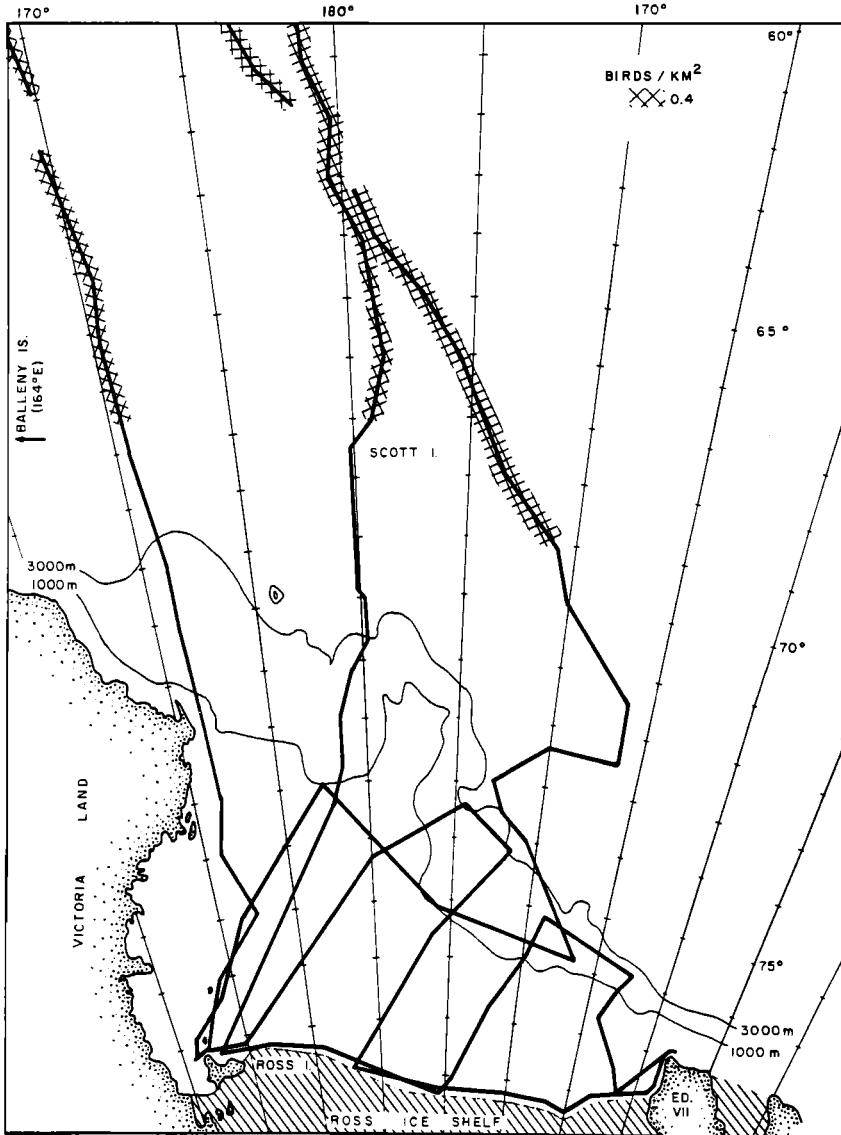 170°
180°
170°
60°
BIRDS / KM²
0.4
65°
BALLENY IS.
(164°E)
SCOTT I.
3000m
1000m
70°
VICTORIA LAND
75°
3000m
1000m
ROSS I.
ED.
VII
ROSS ICE SHELF